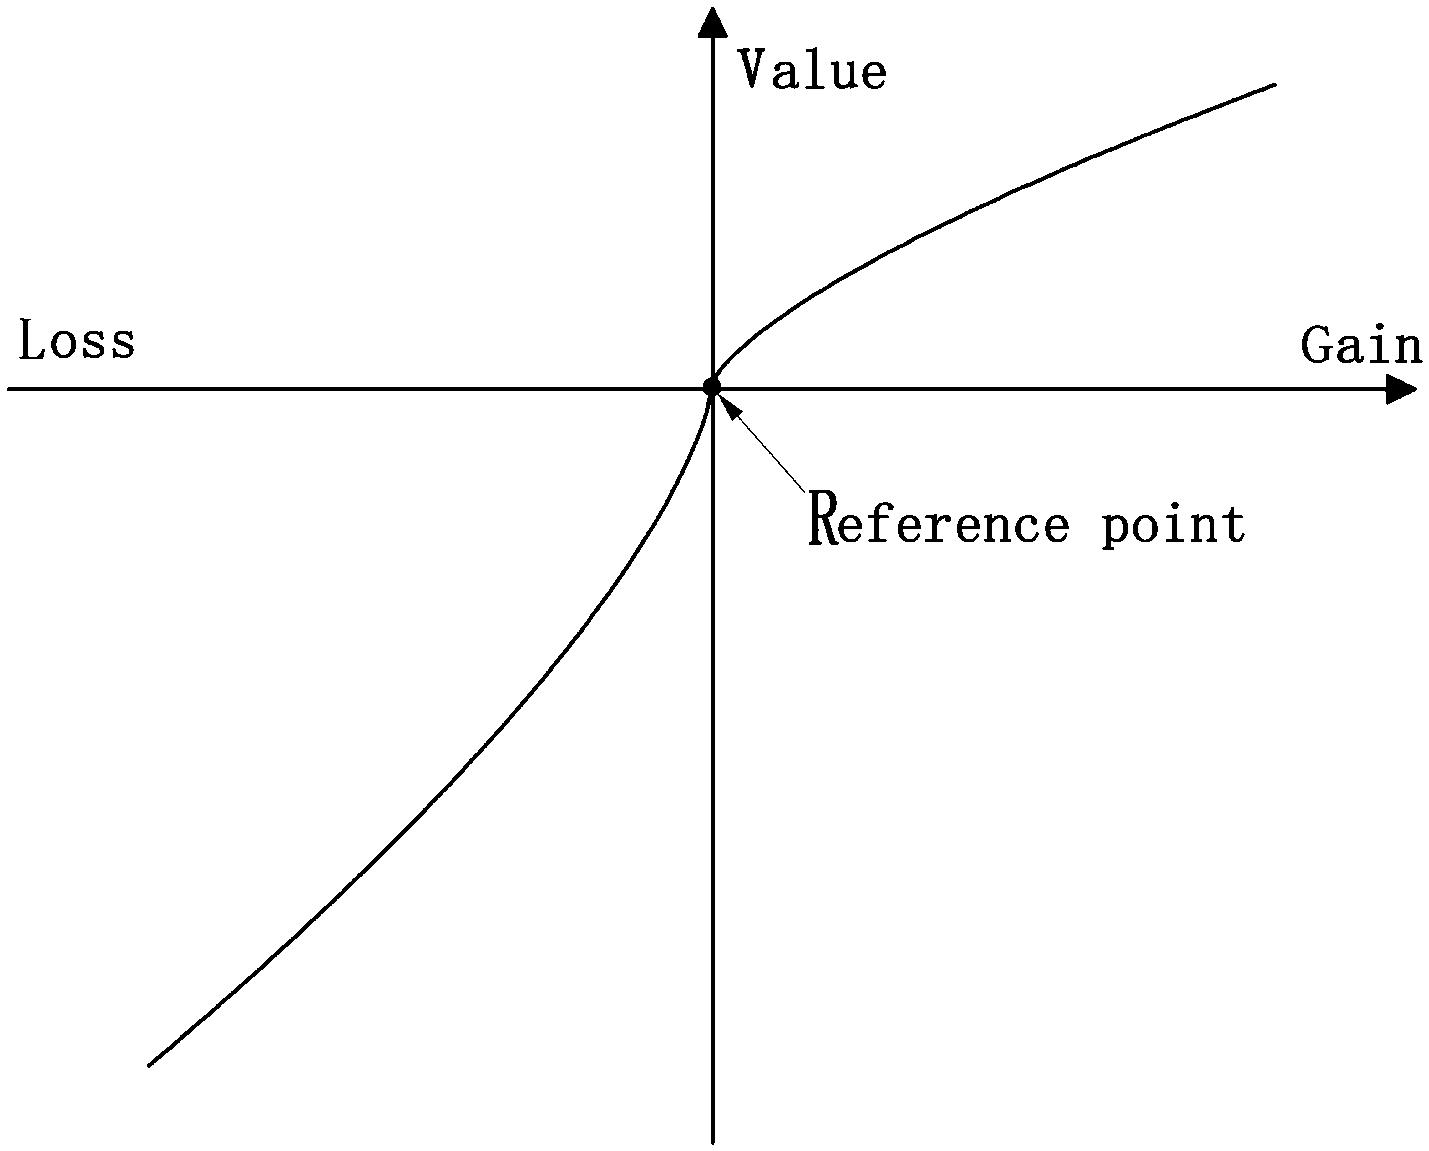 Value
Loss
Gain
Reference point